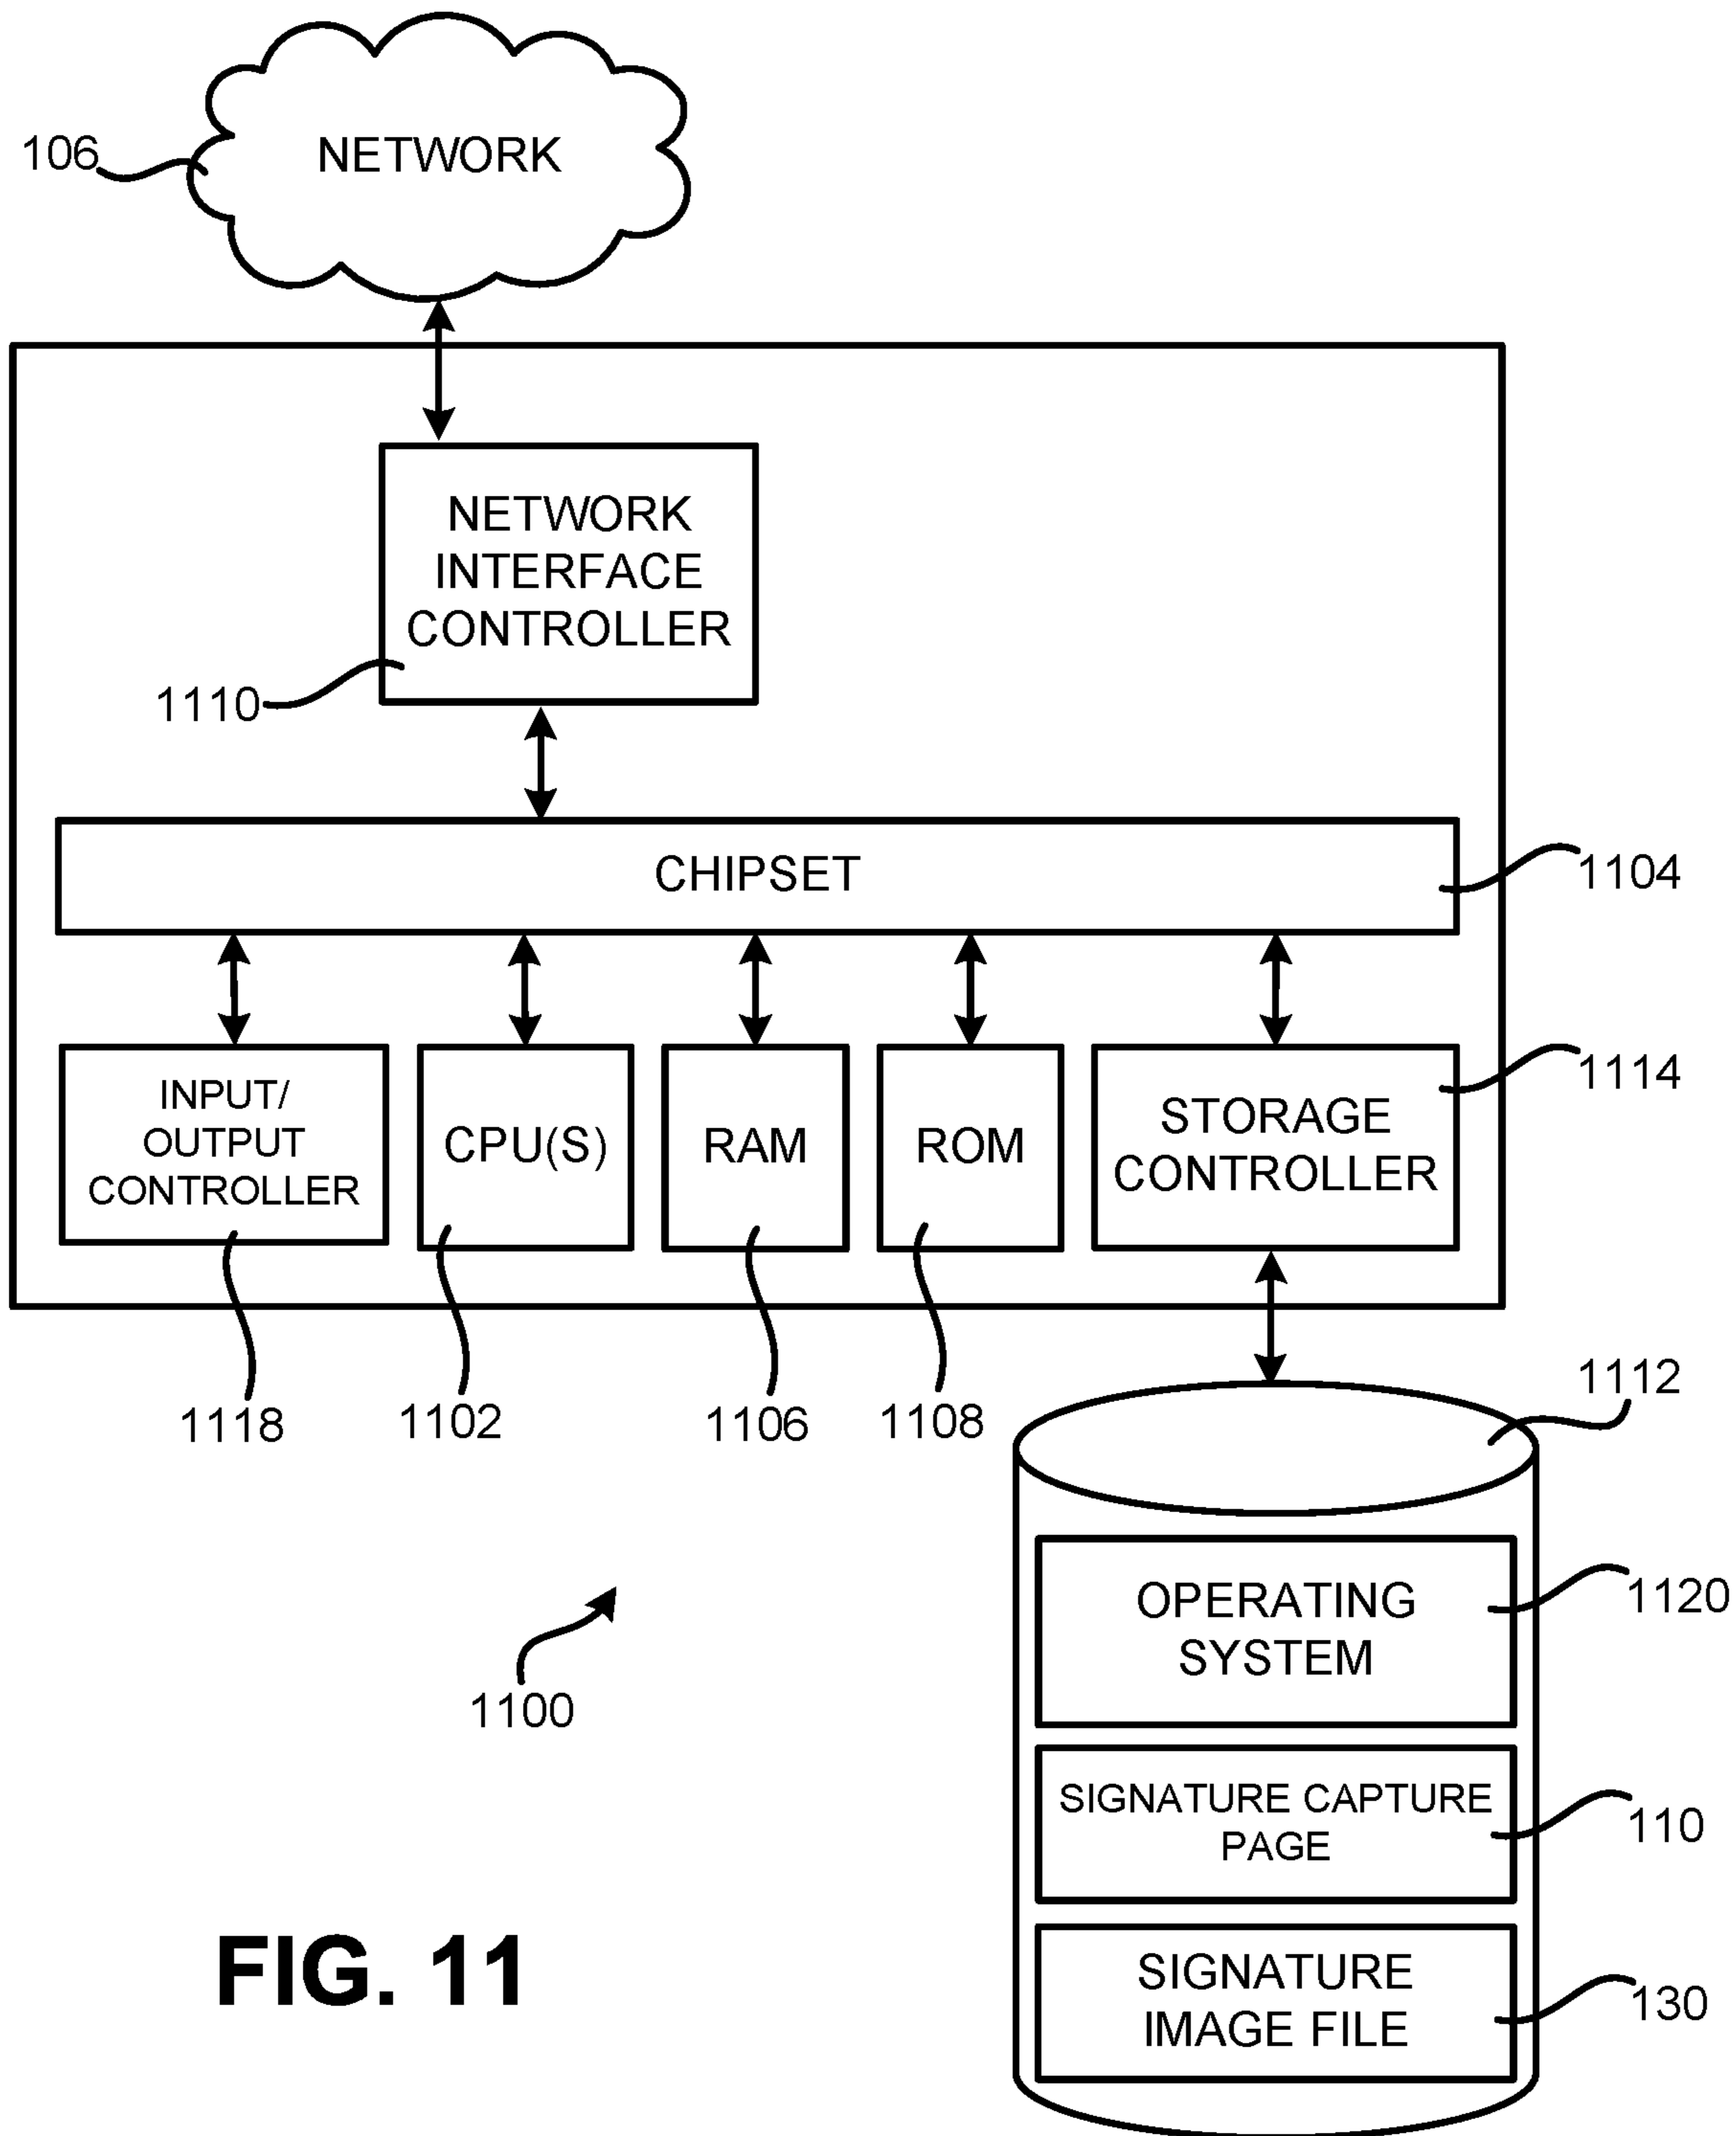 NETWORK
106
NETWORK
INTERFACE
CONTROLLER
1110
CHIPSET
1104
INPUT/
OUTPUT
CONTROLLER
CPU(S)
RAM
ROM
STORAGE
CONTROLLER
1114
1118
1102
1106
1108
1112
OPERATING
SYSTEM
1120
1100
SIGNATURE CAPTURE
PAGE
110
SIGNATURE
IMAGE FILE
130
FIG. 11